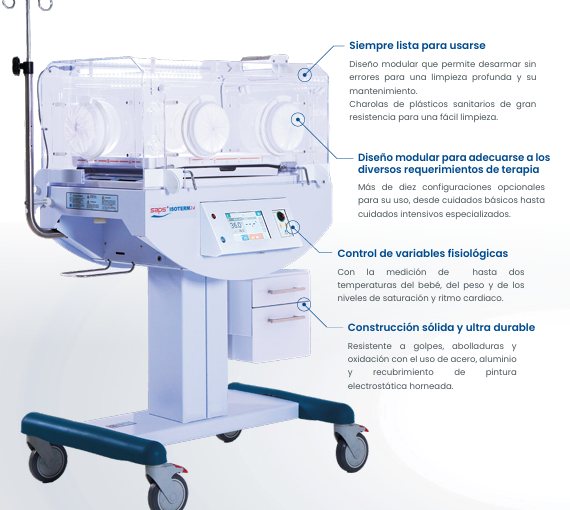 Siempre lista para usarse
Diseño modular que permite desarmar sin
errores para una limpieza profunda y su
mantenimiento.
Charolas de plásticos sanitarios de gran
resistencia para una fácil limpieza.
Diseño modular para adecuarse a los
diversos requerimientos de terapia
Más de diez configuraciones opcionales
para su uso, desde cuidados básicos hasta
cuidados intensivos especializados.
saps ISOTERM
36.0
Control de variables fisiológicas
Con la medición de hasta dos
temperaturas del bebé, del peso y de los
niveles de saturación y ritmo cardiaco.
Construcción sólida y ultra durable
Resistente a golpes, abolladuras y
oxidación con el uso de acero, aluminio
y recubrimiento de pintura
electrostática horneada.